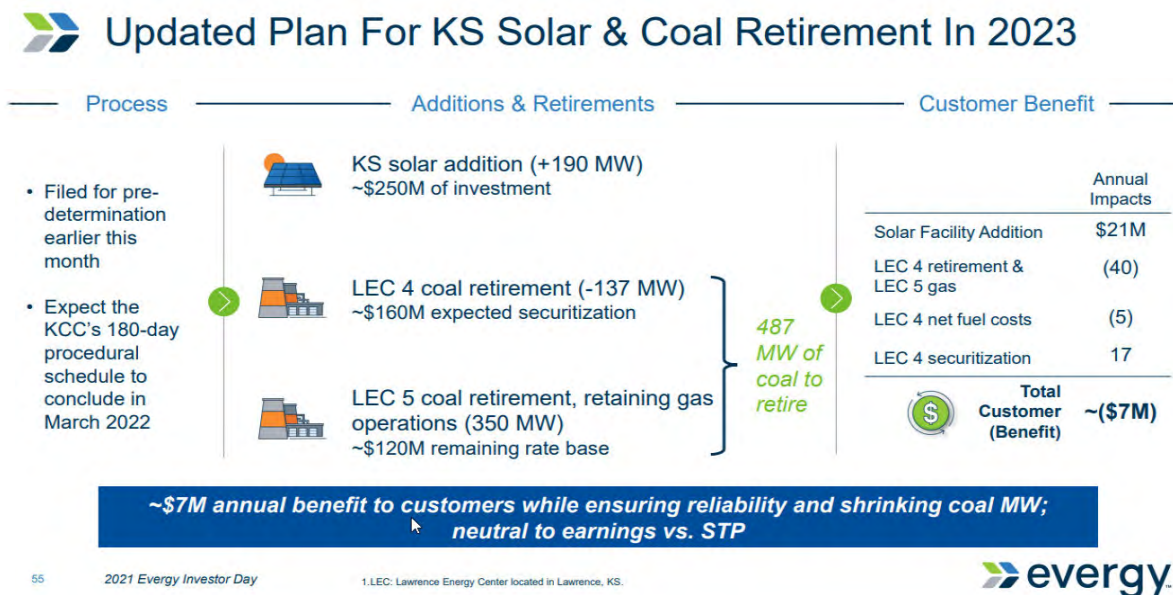 Updated Plan For KS Solar & Coal Retirement In 2023
Process
Additions & Retirements
Customer Benefit
• Filed for pre-
determination
earlier this
month
• Expect the
KCC's 180-day
procedural
schedule to
conclude in
March 2022
KS solar addition (+190 MW)
~$250M of investment
LEC 4 coal retirement (-137 MW)
~$160M expected securitization
LEC 5 coal retirement, retaining gas
operations (350 MW)
~$120M remaining rate base
487
MW of
coal to
retire
Annual
Impacts
Solar Facility Addition $21M
LEC 4 retirement & (40)
LEC 5 gas
LEC 4 net fuel costs (5)
LEC 4 securitization 17
$
Total
Customer ~($7M)
(Benefit)
~$7M annual benefit to customers while ensuring reliability and shrinking coal MW;
neutral to earnings vs. STP
55 2021 Evergy Investor Day 1.LEC: Lawrence Energy Center located in Lawrence, KS.
evergy